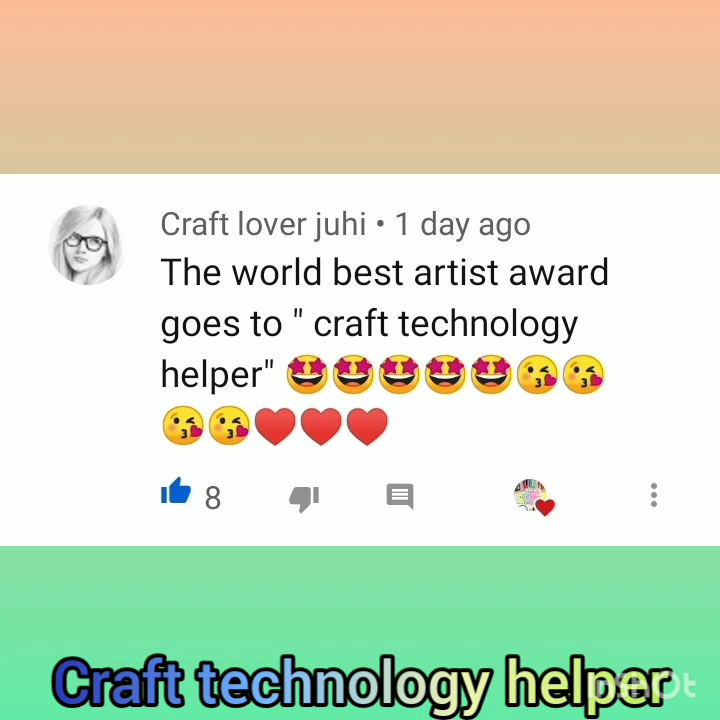 Craft lover juhi • 1 day ago
The world best artist award
goes to " craft technology
helper" 🤩🤩🤩🤩🤩😘😘
😘😘♥️♥️♥️
8
Craft technology helper
InShOt